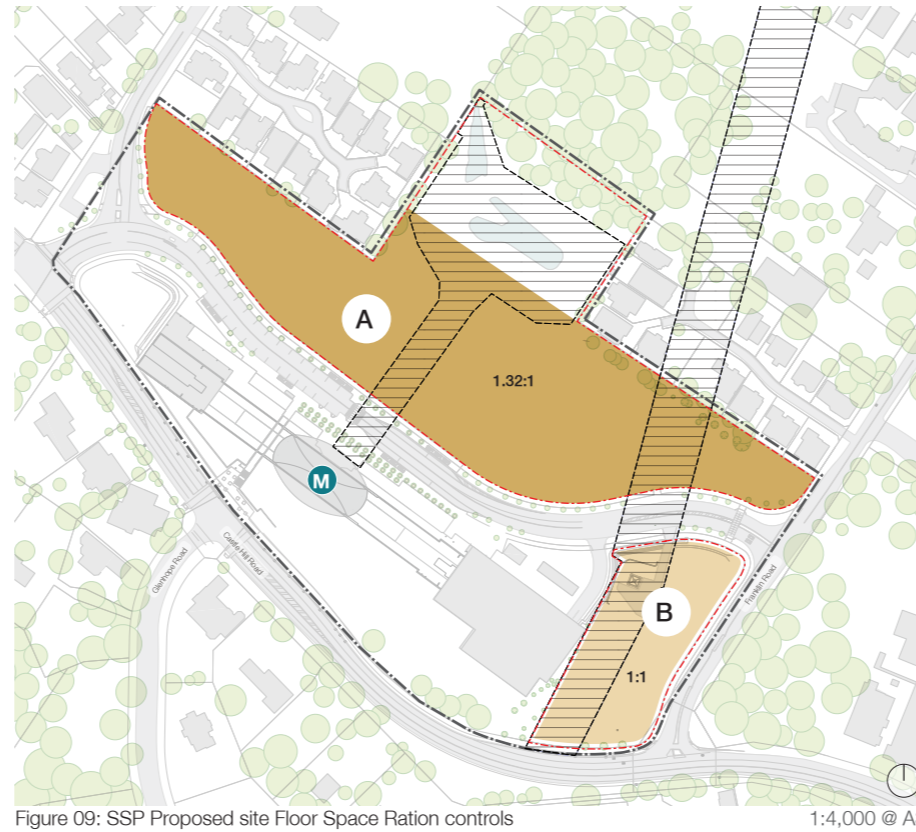 A
1.32:1
M
Glenhope Road
Castle Hill Road
Franklin Road
B
1:1
Figure 09: SSP Proposed site Floor Space Ration controls
1:4,000 @ A